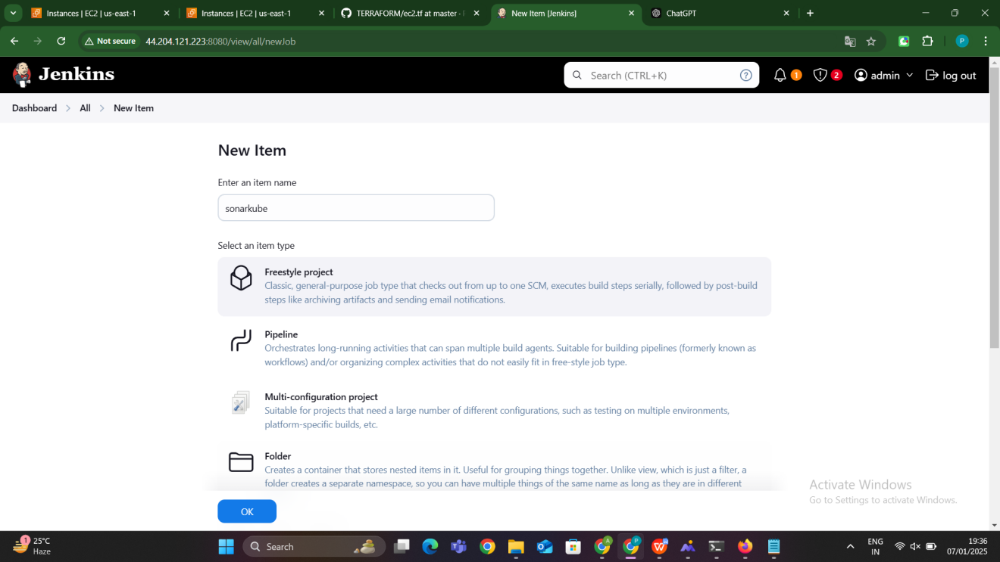 Instances | EC2 | us-east-1
Instances | EC2 | us-east-1
TERRAFORM/ec2.tf at master -
New Item [Jenkins]
ChatGPT
Not secure
44.204.121.223:8080/view/all/newJob
P
Jenkins
Search (CTRL+K)
?
1
2
admin
log out
Dashboard
All
New Item
New Item
Enter an item name
sonarkube
Select an item type
Freestyle project
Classic, general-purpose job type that checks out from up to one SCM, executes build steps serially, followed by post-build
steps like archiving artifacts and sending email notifications.
Pipeline
Orchestrates long-running activities that can span multiple build agents. Suitable for building pipelines (formerly known as
workflows) and/or organizing complex activities that do not easily fit in free-style job type.
Multi-configuration project
Suitable for projects that need a large number of different configurations, such as testing on multiple environments,
platform-specific builds, etc.
Folder
Creates a container that stores nested items in it. Useful for grouping things together. Unlike view, which is just a filter, a
folder creates a separate namespace, so you can have multiple things of the same name as long as they are in different
OK
Activate Windows
Go to Settings to activate Windows.
1
25°C
Haze
Search
A
P
ENG
IN
19:36
07/01/2025